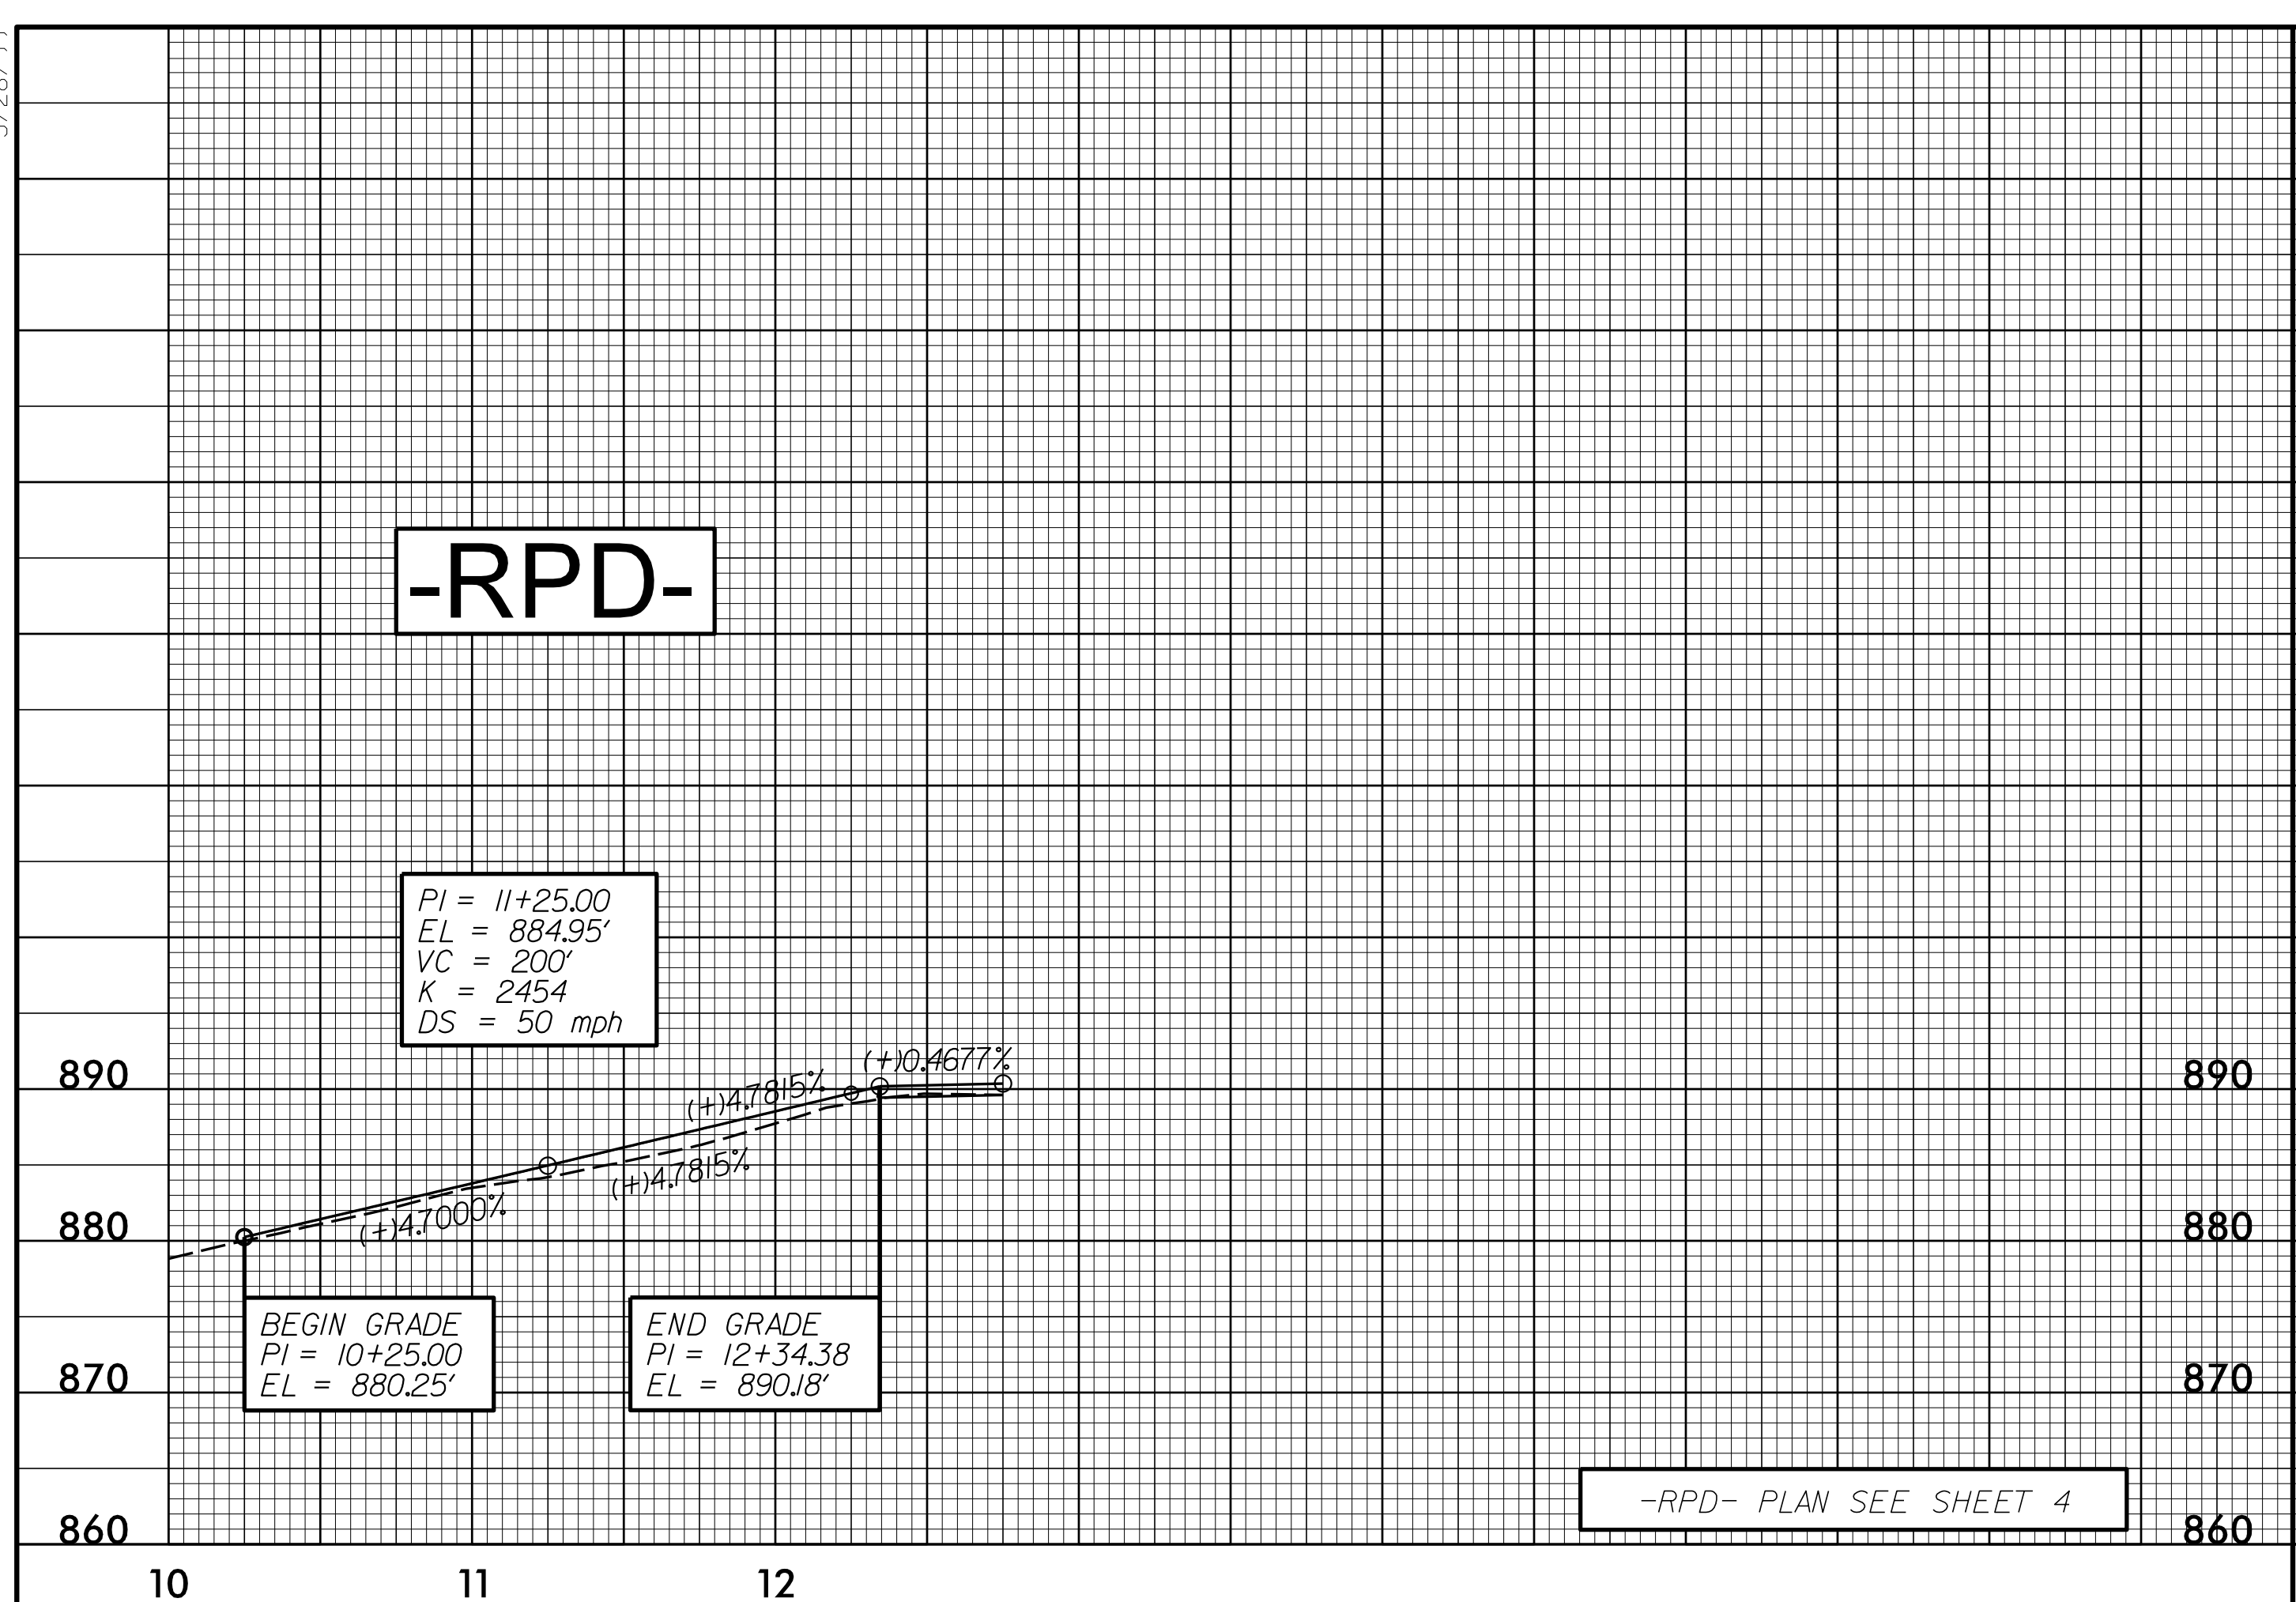 -RPD-
PI = 11+25.00
EL = 884.95'
VC = 200'
K = 2454
DS = 50 mph
(+)0.4677%
(+)4.7815%
(+)4.7815%
(+)4.7000%
890
890
880
880
BEGIN GRADE
PI = 10+25.00
EL = 880.25'
END GRADE
PI = 12+34.38
EL = 890.18'
870
870
-RPD- PLAN SEE SHEET 4
860
860
10
11
12